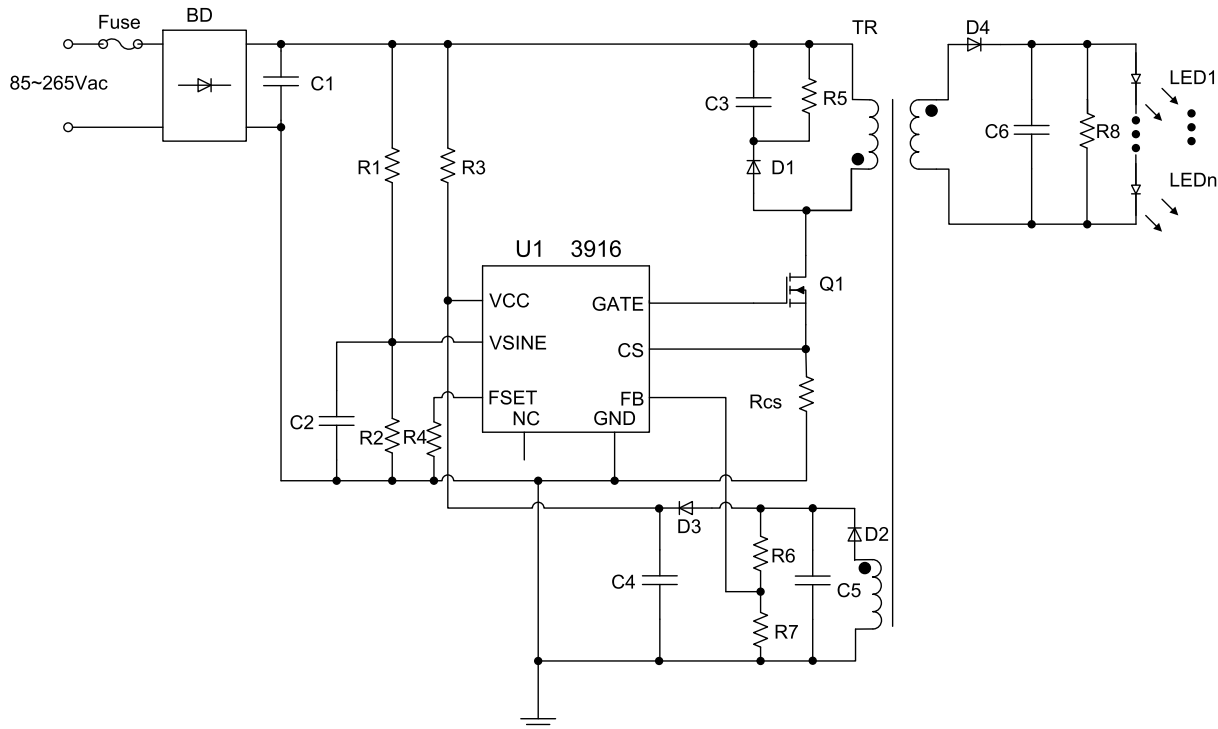 Fuse
BD
TR
D4
85~265Vac
C1
C3
R5
C6
R8
LED1
R1
R3
D1
LEDn
U1 3916
VCC
GATE
Q1
VSINE
CS
FSET
FB
Rcs
NC
GND
C2
R2
R4
D3
D2
R6
C4
C5
R7